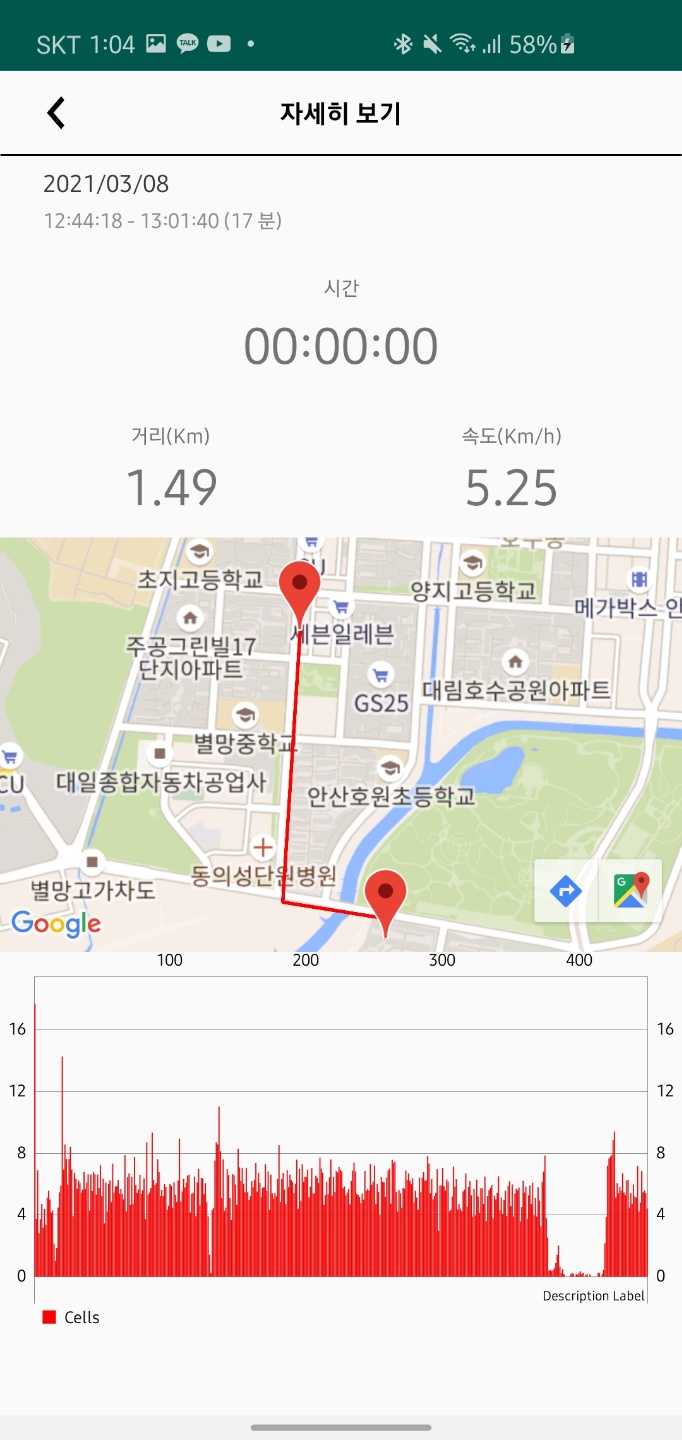 SKT 1:04 TALK 58%
자세히 보기
2021/03/08
12:44:18 - 13:01:40 (17 분)
시간
00:00:00
거리(Km)
속도(Km/h)
1.49
5.25
초지고등학교
양지고등학교
메가박스 안
세븐일레븐
주공그린빌17
단지아파트
GS25
대림호수공원아파트
별망중학교
CU
대일종합자동차공업사
안산호원초등학교
동의성단원병원
별망고가차도
G
Google
100 200 300 400
16 16
12 12
8 8
4 4
0 0
Description Label
Cells